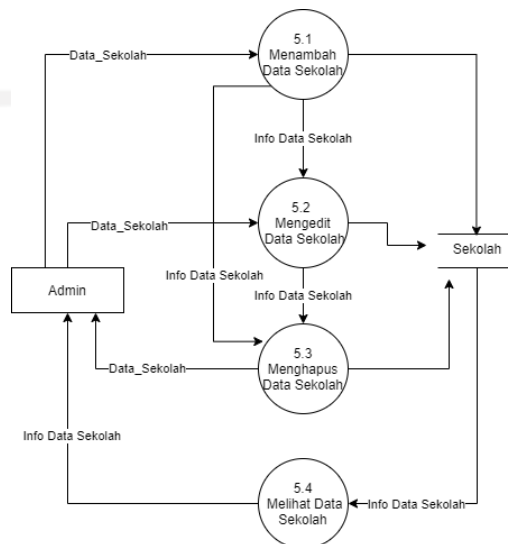 5.1
Menambah
Data Sekolah
Data_Sekolah
Info Data Sekolah
5.2
Mengedit
Data Sekolah
Data_Sekolah
Sekolah
Info Data Sekolah
Info Data Sekolah
Admin
5.3
Menghapus
Data Sekolah
Data_Sekolah
Info Data Sekolah
5.4
Melihat Data
Sekolah
Info Data Sekolah